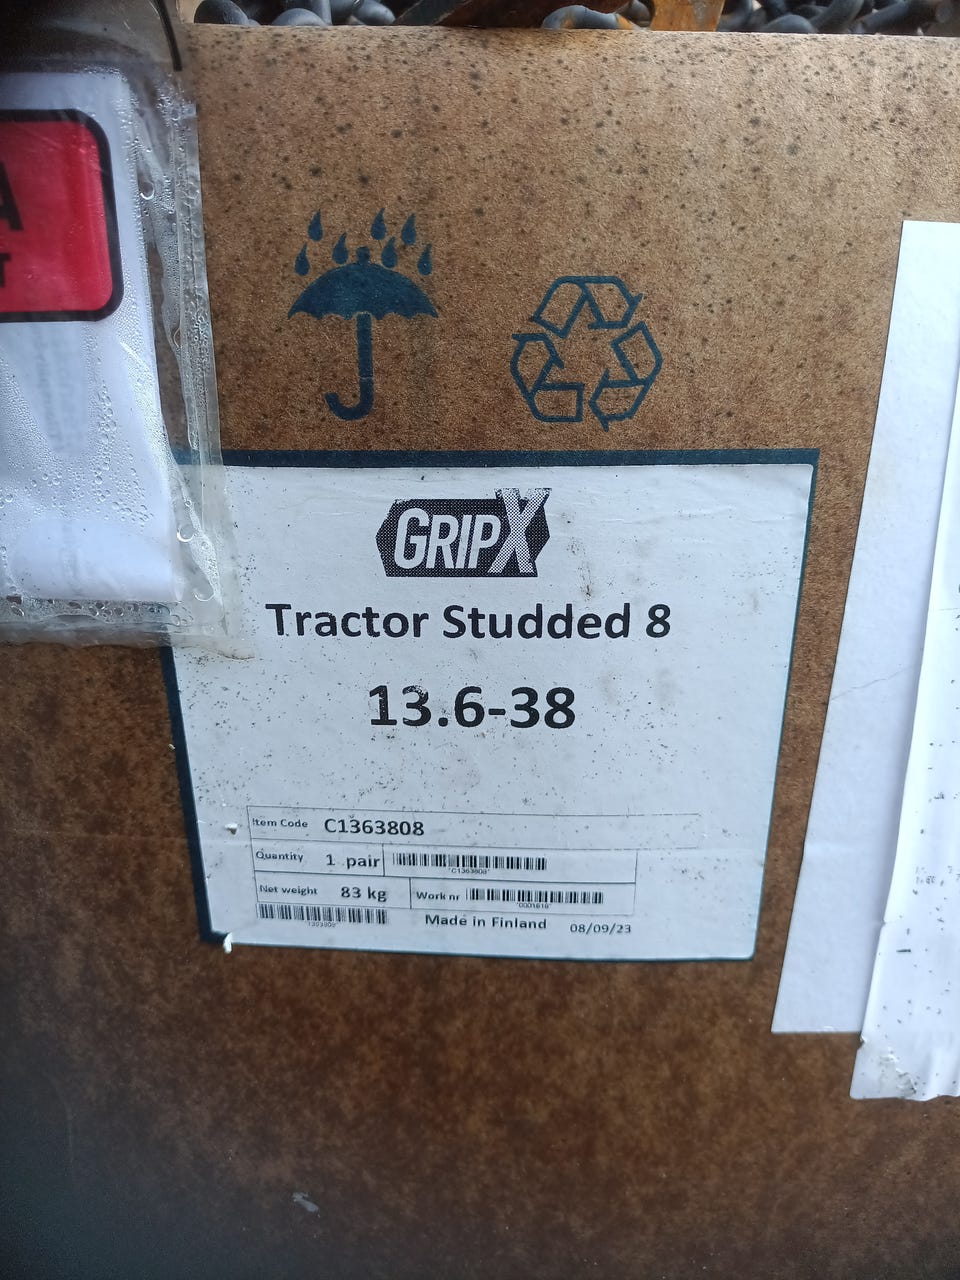 A
T
GRIPX
Tractor Studded 8
13.6-38
Item Code C1363808
Quantity 1 pair
*C1363808*
Net weight 83 kg Work nr
Made in Finland 08/09/23